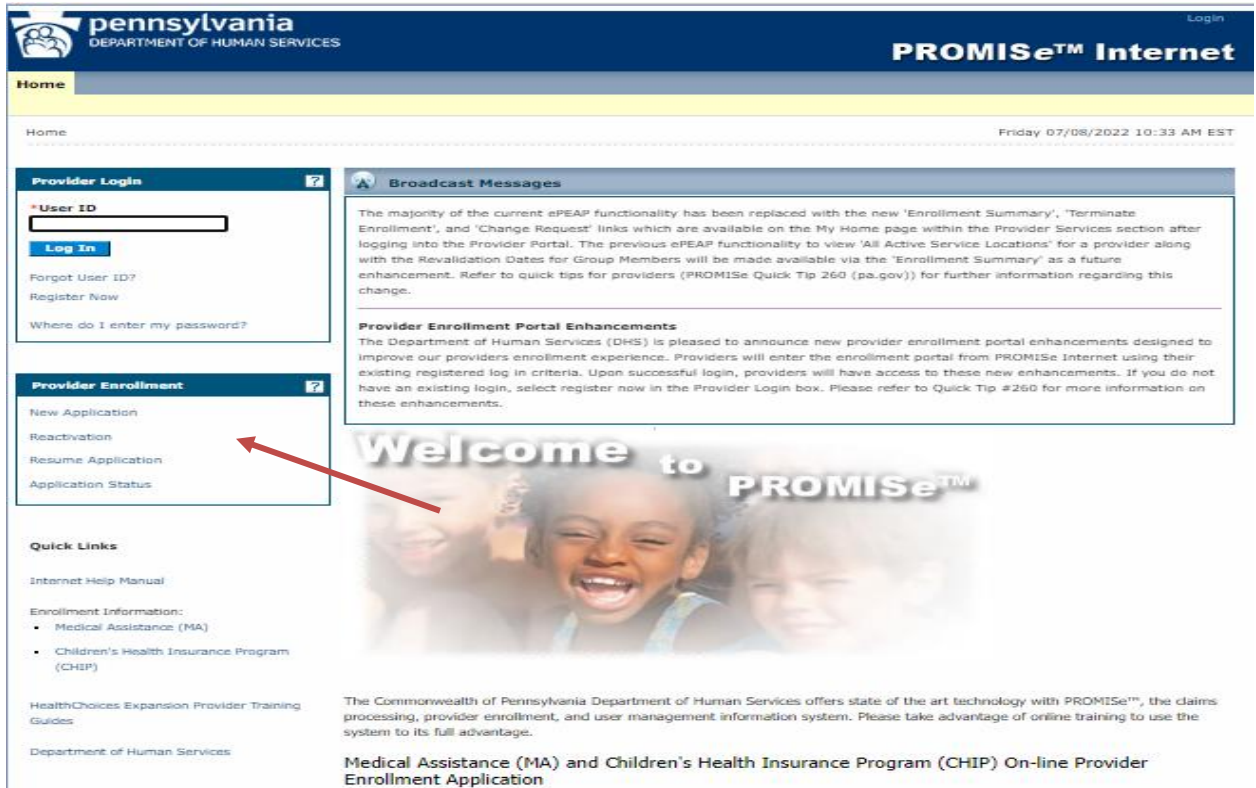 pennsylvania
DEPARTMENT OF HUMAN SERVICES
Login
PROMISe™ Internet
Home
Home
Friday 07/08/2022 10:33 AM EST
Provider Login
?
*User ID
Log In
Forgot User ID?
Register Now
Where do I enter my password?
Provider Enrollment
?
New Application
Reactivation
Resume Application
Application Status
Quick Links
Internet Help Manual
Enrollment Information:
▪ Medical Assistance (MA)
▪ Children's Health Insurance Program
(CHIP)
HealthChoices Expansion Provider Training
Guides
Department of Human Services
Broadcast Messages
The majority of the current ePEAP functionality has been replaced with the new 'Enrollment Summary', 'Terminate
Enrollment', and 'Change Request' links which are available on the My Home page within the Provider Services section after
logging into the Provider Portal. The previous ePEAP functionality to view 'All Active Service Locations' for a provider along
with the Revalidation Dates for Group Members will be made available via the 'Enrollment Summary' as a future
enhancement. Refer to quick tips for providers (PROMISe Quick Tip 260 (pa.gov)) for further information regarding this
change.
Provider Enrollment Portal Enhancements
The Department of Human Services (DHS) is pleased to announce new provider enrollment portal enhancements designed to
improve our providers enrollment experience. Providers will enter the enrollment portal from PROMISe Internet using their
existing registered log in criteria. Upon successful login, providers will have access to these new enhancements. If you do not
have an existing login, select register now in the Provider Login box. Please refer to Quick Tip #260 for more information on
these enhancements.
Welcome to
PROMISe™
The Commonwealth of Pennsylvania Department of Human Services offers state of the art technology with PROMISe™, the claims
processing, provider enrollment, and user management information system. Please take advantage of online training to use the
system to its full advantage.
Medical Assistance (MA) and Children's Health Insurance Program (CHIP) On-line Provider
Enrollment Application